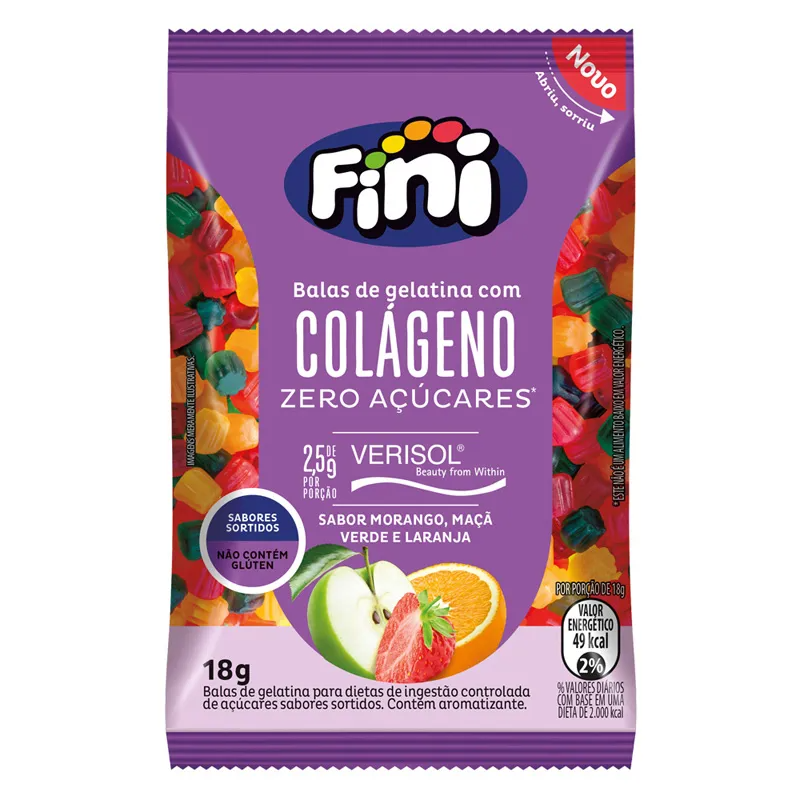 Novo
Abriu, sorriu
Fini
Balas de gelatina com
COLÁGENO
ZERO AÇÚCARES*
2,5g DE
POR
PORÇÃO
VERISOL®
Beauty from Within
SABOR MORANGO, MAÇÃ
VERDE E LARANJA
SABORES
SORTIDOS
NÃO CONTÉM
GLÚTEN
IMAGENS MERAMENTE ILUSTRATIVAS.
*ESTE NÃO É UM ALIMENTO BAIXO EM VALOR ENERGÉTICO.
POR PORÇÃO DE 18g
VALOR
ENERGÉTICO
49 kcal
2%
% VALORES DIÁRIOS
COM BASE EM UMA
DIETA DE 2.000 kcal
18g
Balas de gelatina para dietas de ingestão controlada
de açúcares sabores sortidos. Contém aromatizante.